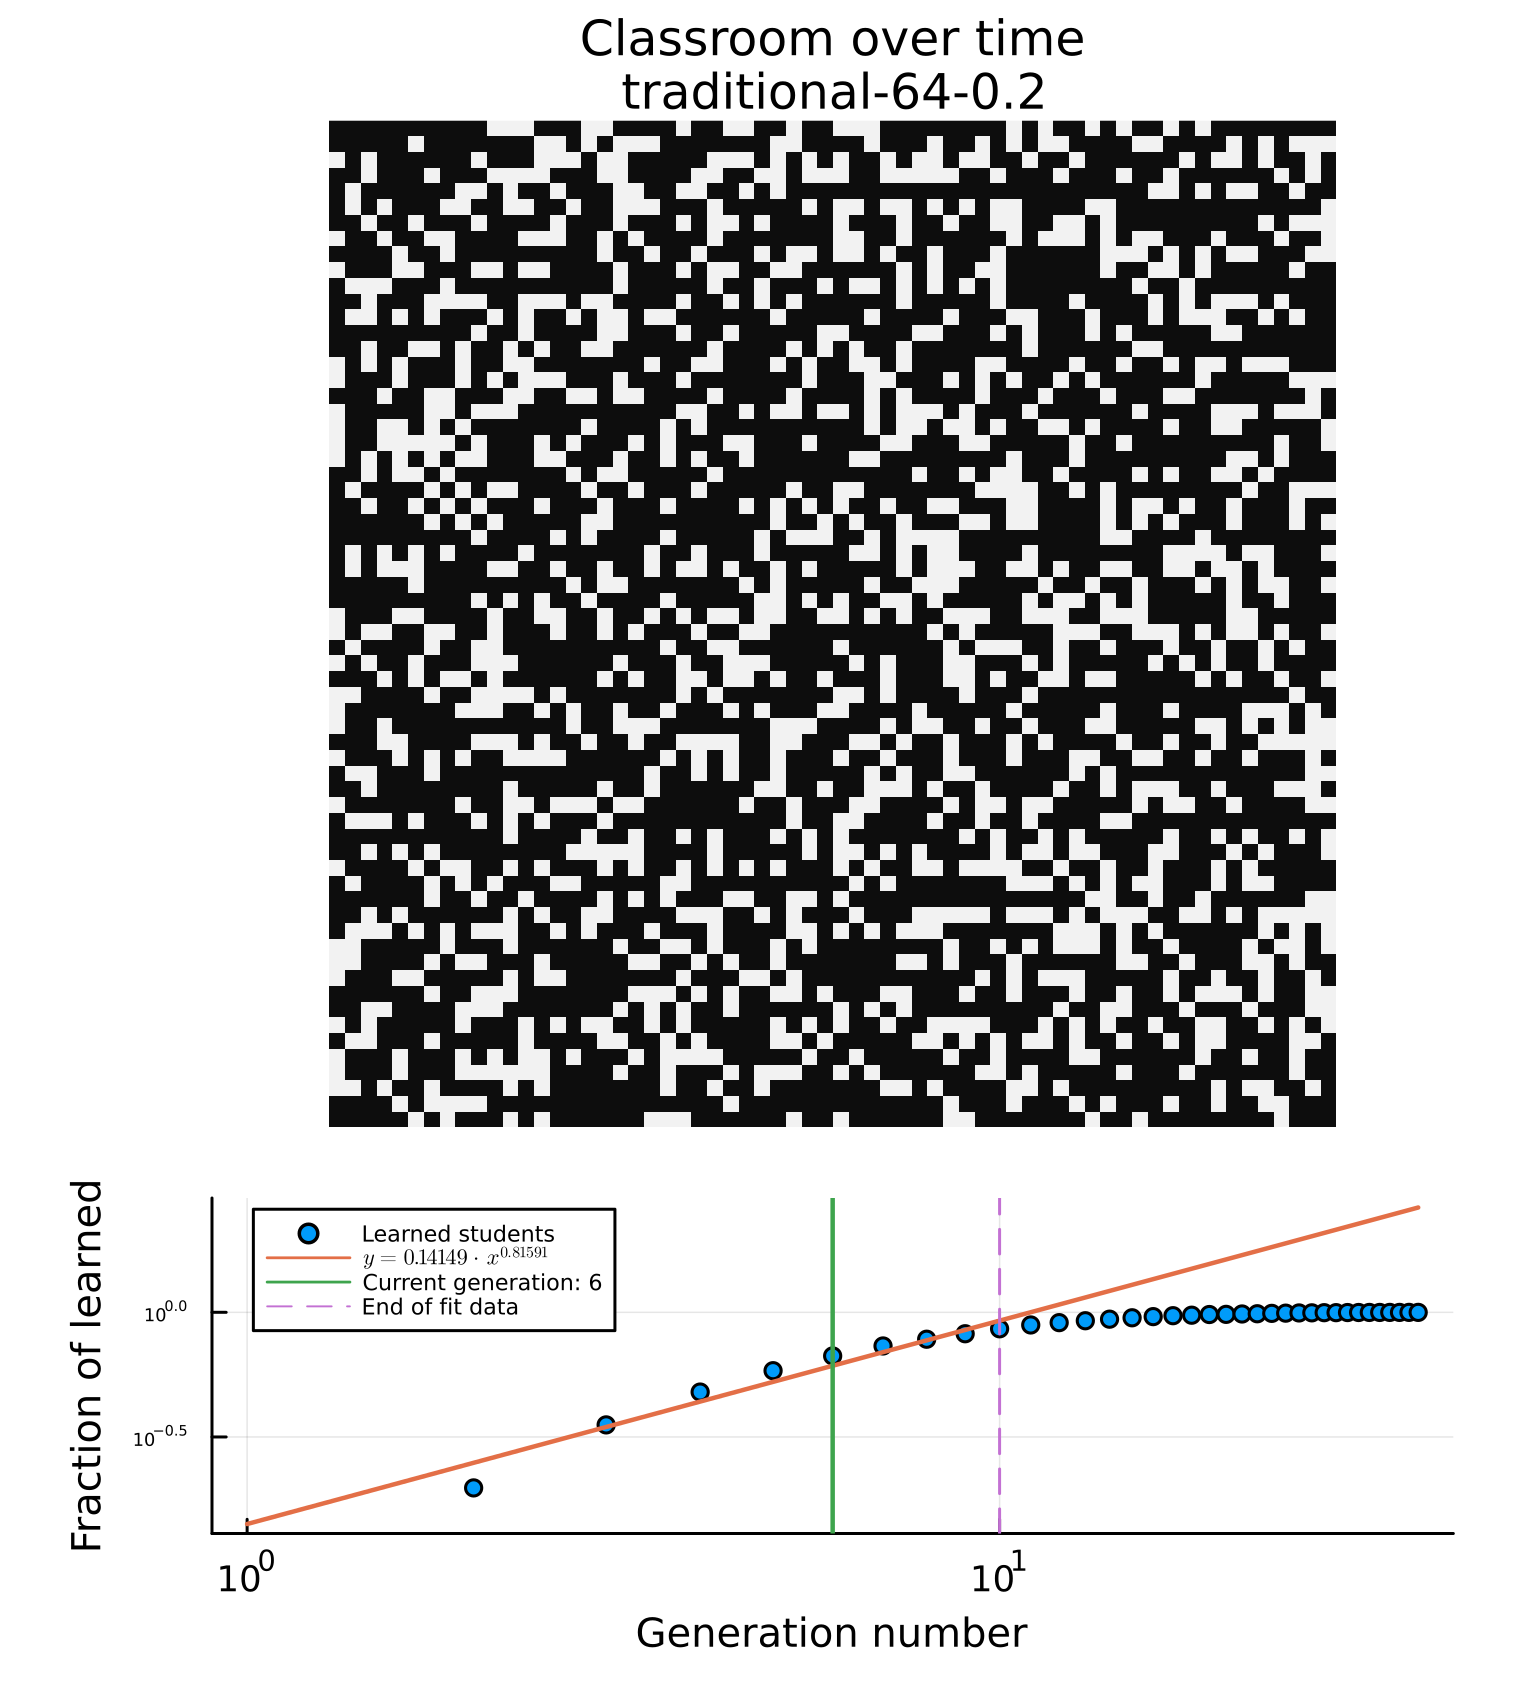 Classroom over time
traditional-64-0.2
Fraction of learned
Learned students
y = 0.14149 · x^0.81591
Current generation: 6
End of fit data
10^0.0
10^−0.5
10^0
10^1
Generation number